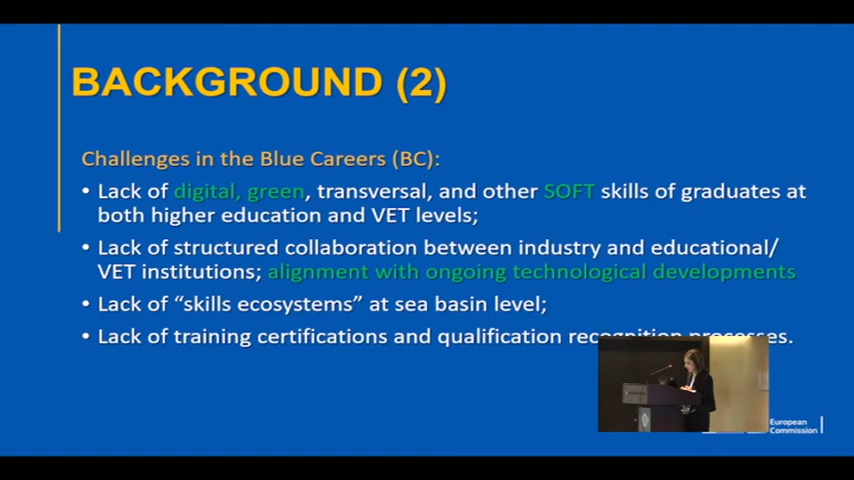 BACKGROUND (2)
Challenges in the Blue Careers (BC):
• Lack of digital, green, transversal, and other SOFT skills of graduates at
both higher education and VET levels;
• Lack of structured collaboration between industry and educational/
VET institutions; alignment with ongoing technological developments
• Lack of “skills ecosystems” at sea basin level;
• Lack of training certifications and qualification recognition processes.
European
Commission